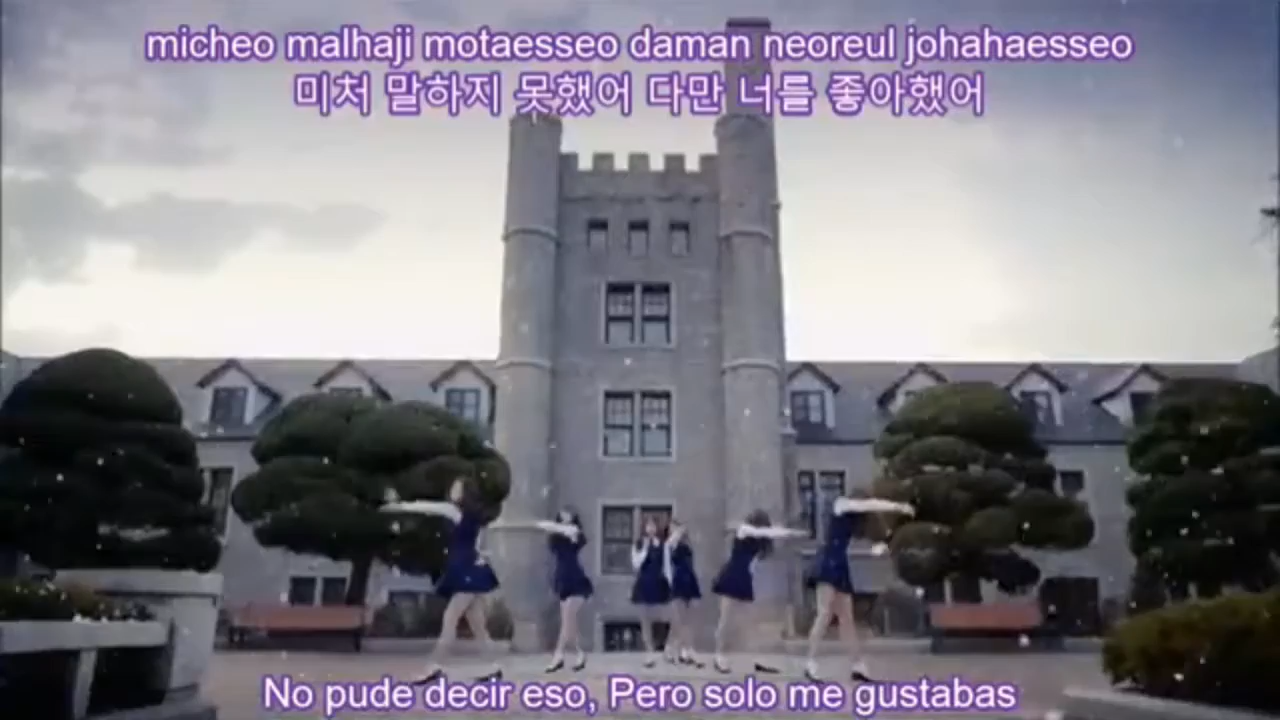 micheo malhaji motaesseo daman neoreul johahaesseo
미처 말하지 못했어 다만 너를 좋아했어
No pude decir eso, Pero solo me gustabas